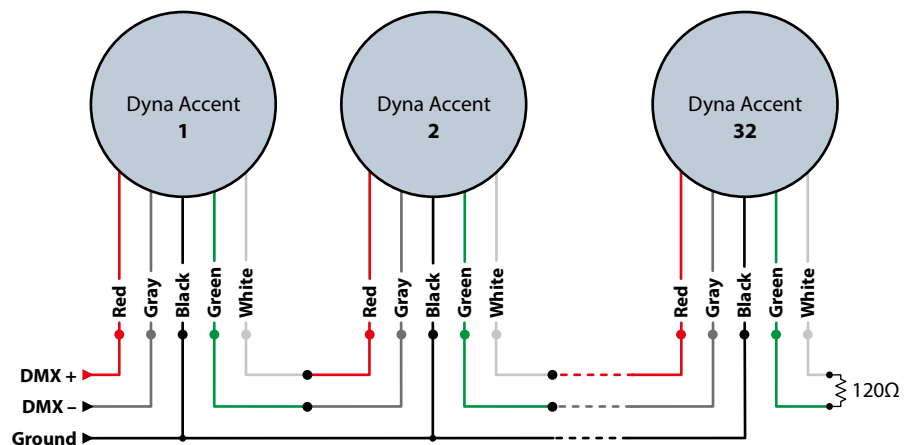 Dyna Accent
1
Dyna Accent
2
Dyna Accent
32
Red
Gray
Black
Green
White
Red
Gray
Black
Green
White
Red
Gray
Black
Green
White
DMX +
DMX –
Ground
120Ω